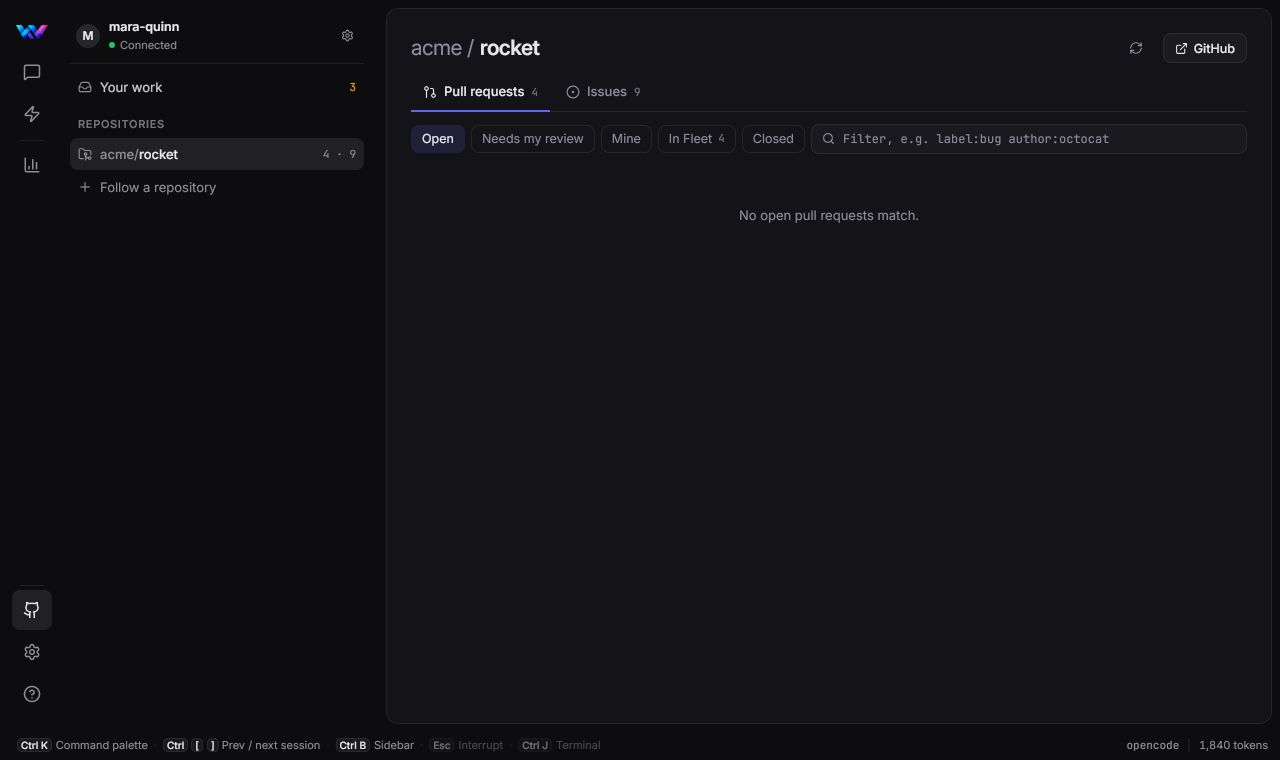 M
mara-quinn
Connected
Your work 3
REPOSITORIES
acme/rocket 4 · 9
Follow a repository
acme / rocket
GitHub
Pull requests 4 Issues 9
Open Needs my review Mine In Fleet 4 Closed Filter, e.g. label:bug author:octocat
No open pull requests match.
Ctrl K Command palette · Ctrl [ ] Prev / next session · Ctrl B Sidebar · Esc Interrupt · Ctrl J Terminal opencode 1,840 tokens